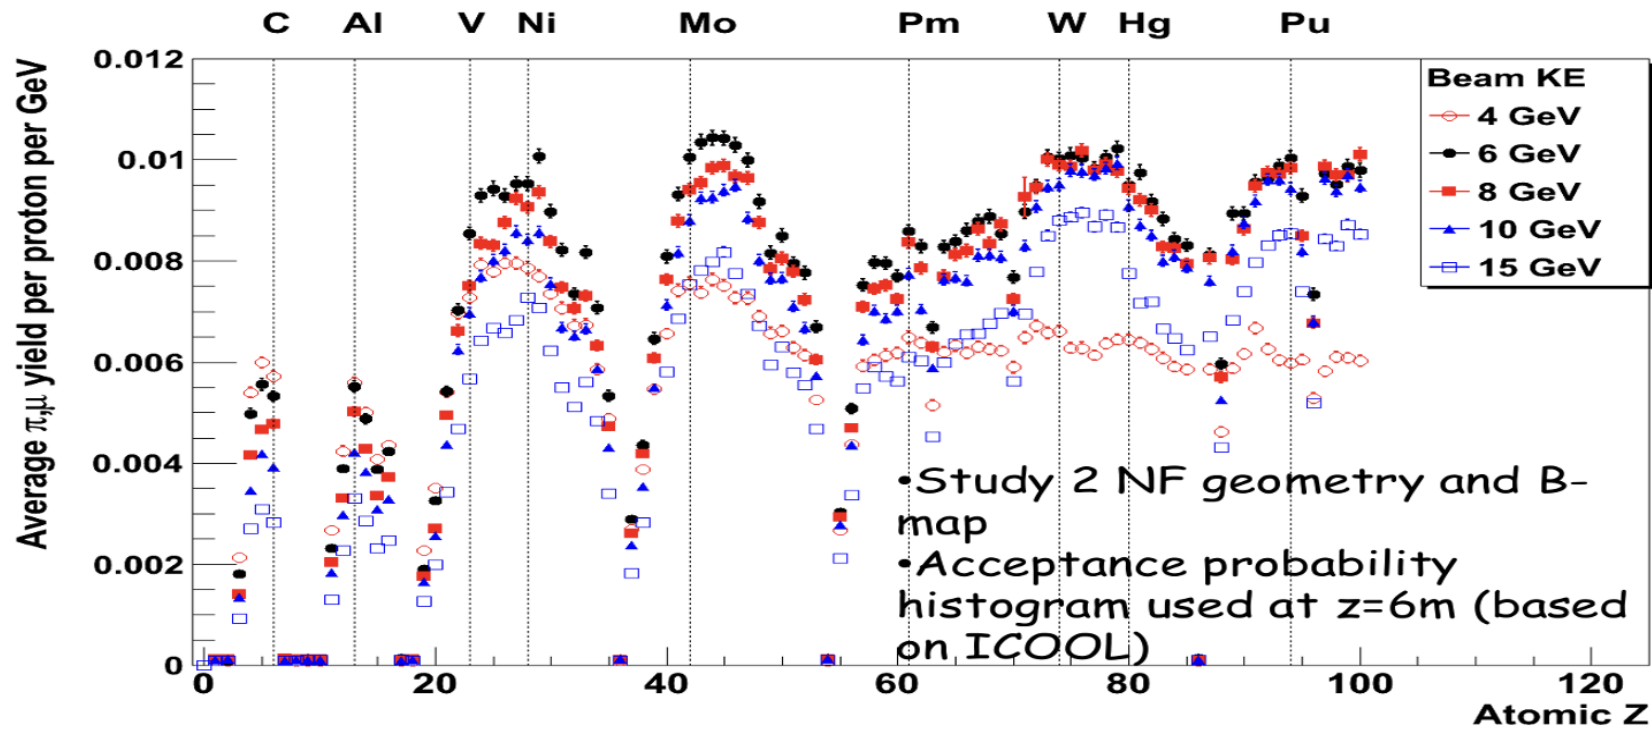 C Al V Ni Mo Pm W Hg Pu
Average π,μ yield per proton per GeV
0.012
0.01
0.008
0.006
0.004
0.002
0
Beam KE
4 GeV
6 GeV
8 GeV
10 GeV
15 GeV
•Study 2 NF geometry and B-
map
•Acceptance probability
histogram used at z=6m (based
on ICOOL)
0 20 40 60 80 100 120
Atomic Z